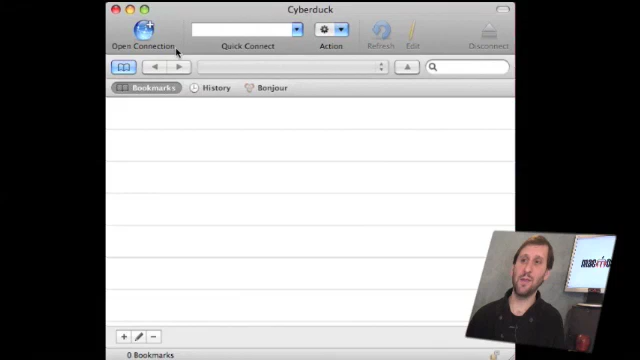 Cyberduck
Open Connection
Quick Connect
Action
Refresh
Edit
Disconnect
Bookmarks
History
Bonjour
0 Bookmarks